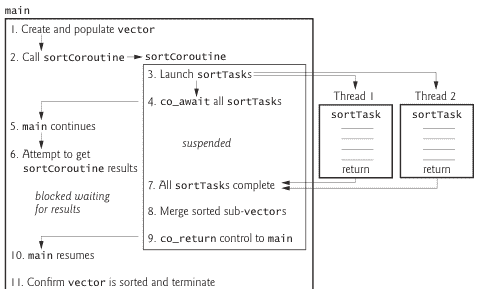 main
1. Create and populate vector
2. Call sortCoroutine
sortCoroutine
3. Launch sortTasks
4. co_await all sortTasks
suspended
5. main continues
6. Attempt to get
sortCoroutine results
blocked waiting
for results
7. All sortTasks complete
8. Merge sorted sub-vectors
9. co_return control to main
10. main resumes
11. Confirm vector is sorted and terminate
Thread 1
sortTask
return
Thread 2
sortTask
return